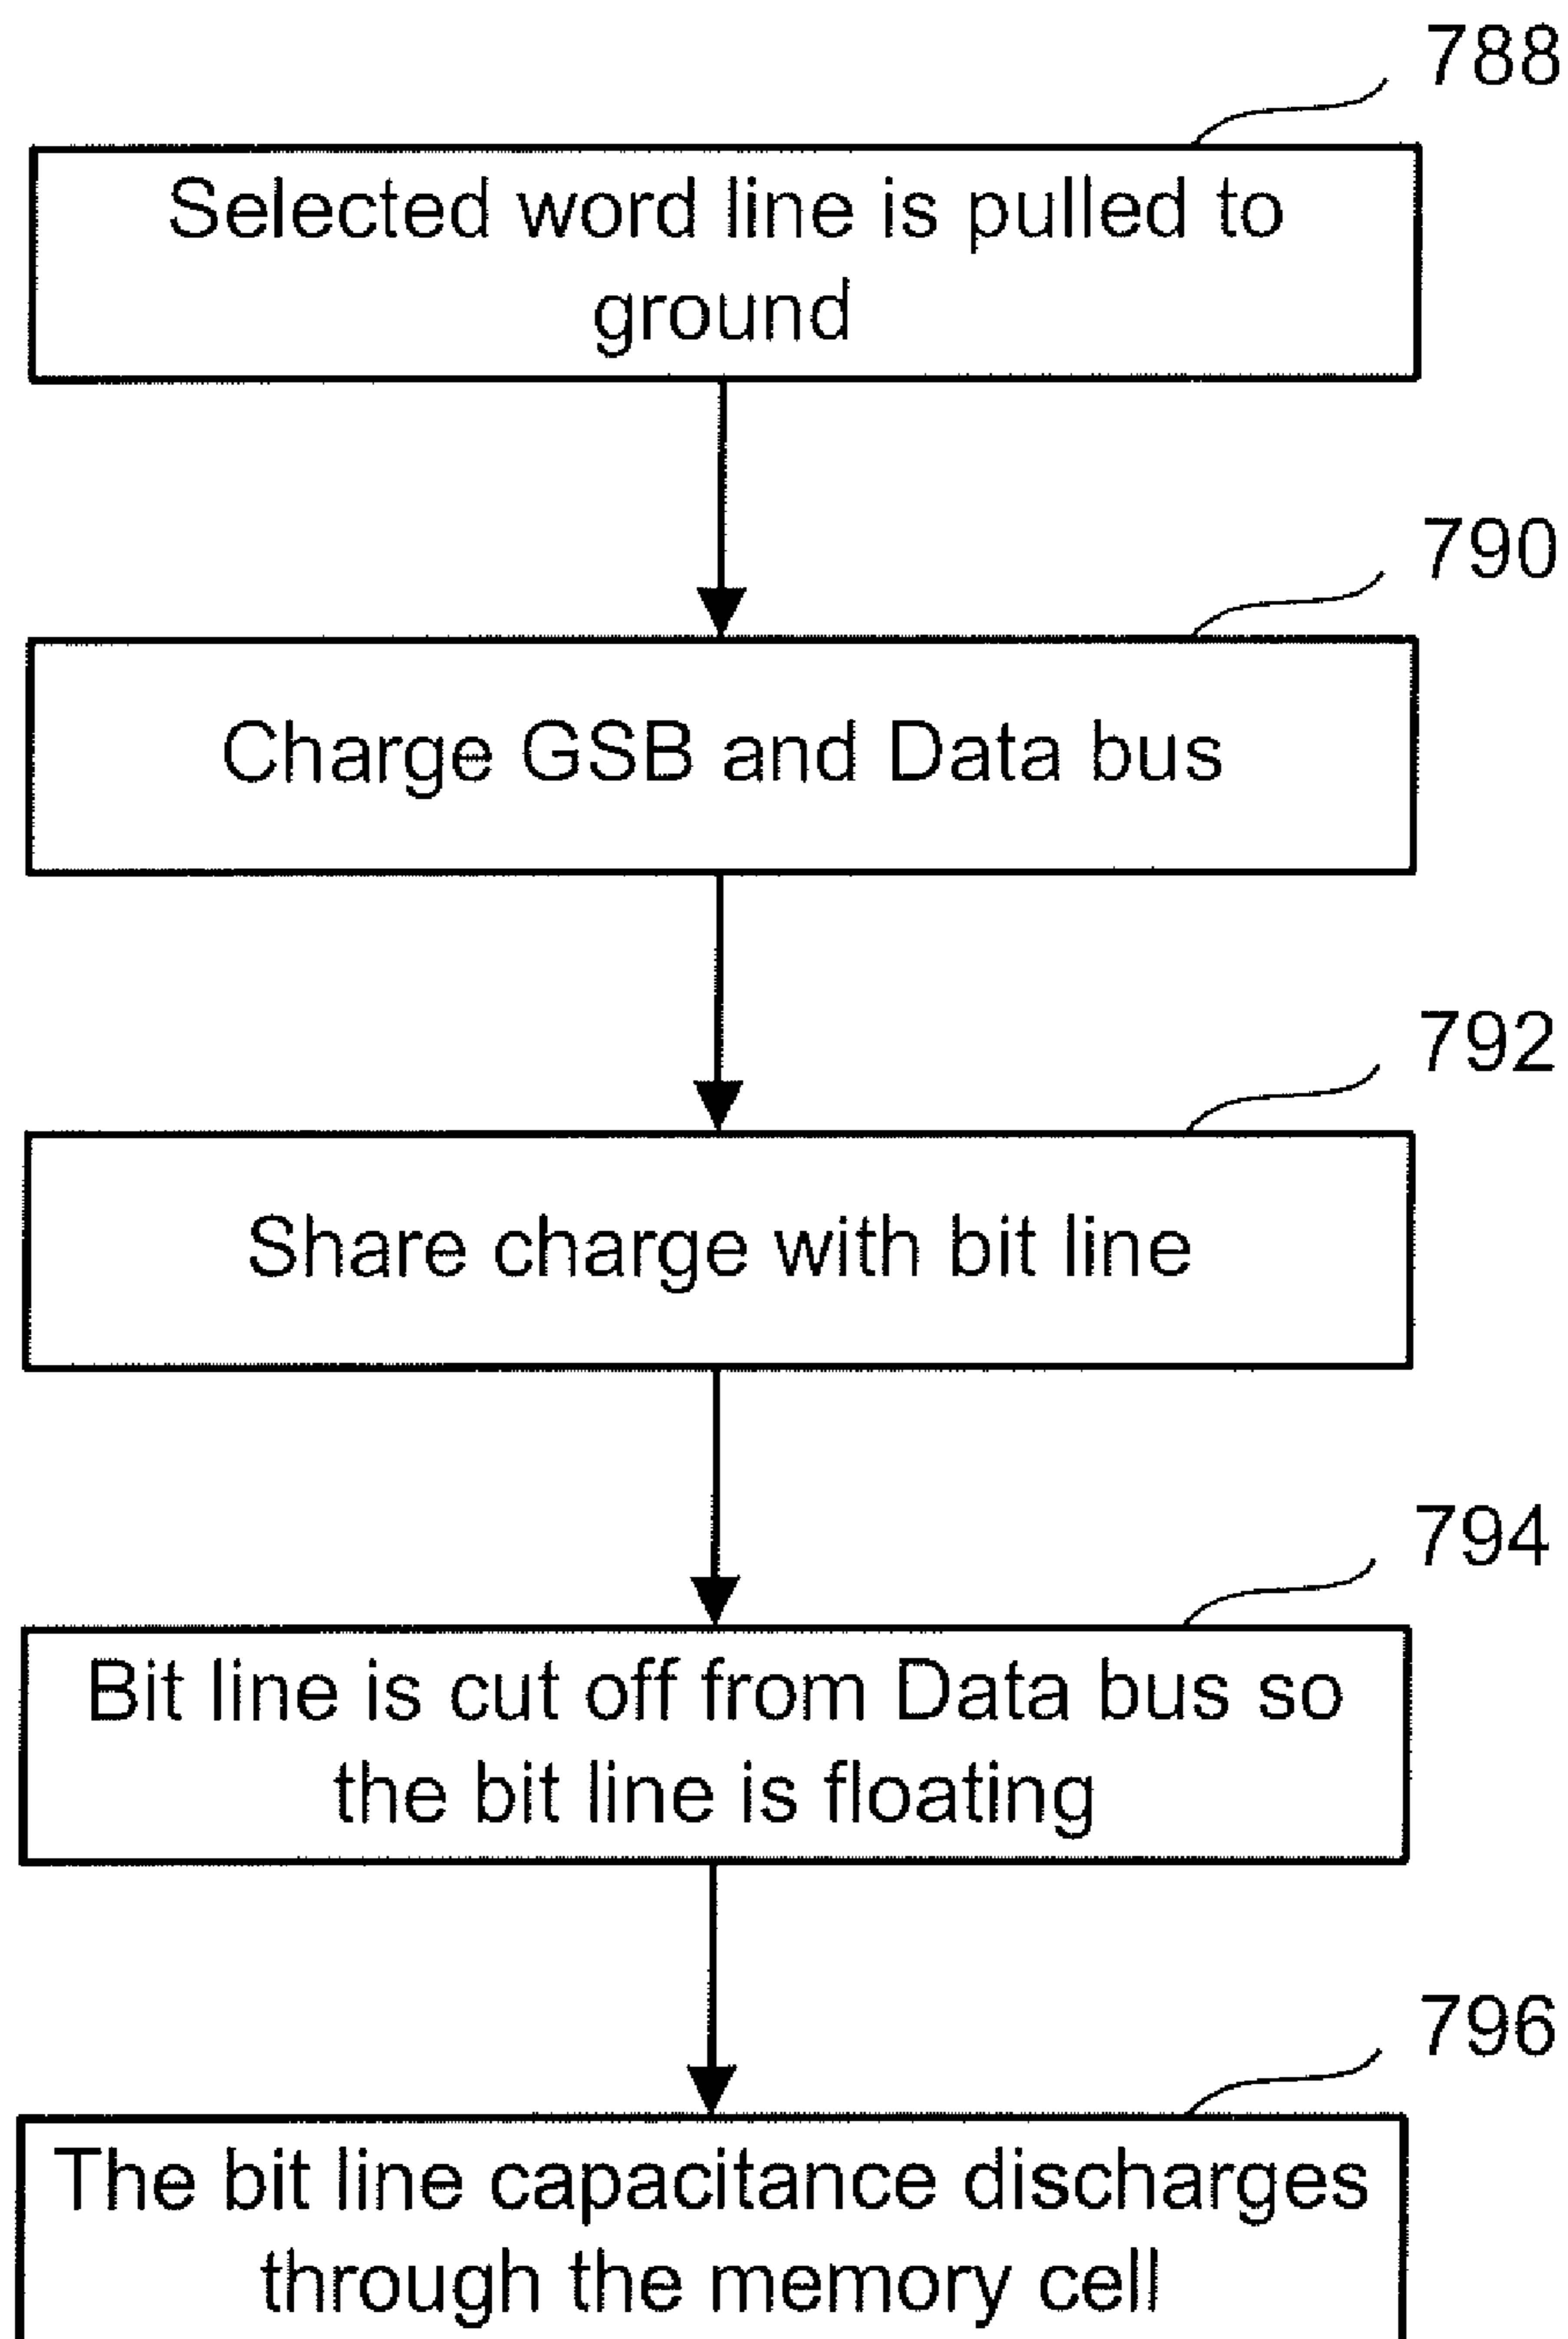 788
Selected word line is pulled to
ground
790
Charge GSB and Data bus
792
Share charge with bit line
794
Bit line is cut off from Data bus so
the bit line is floating
796
The bit line capacitance discharges
through the memory cell